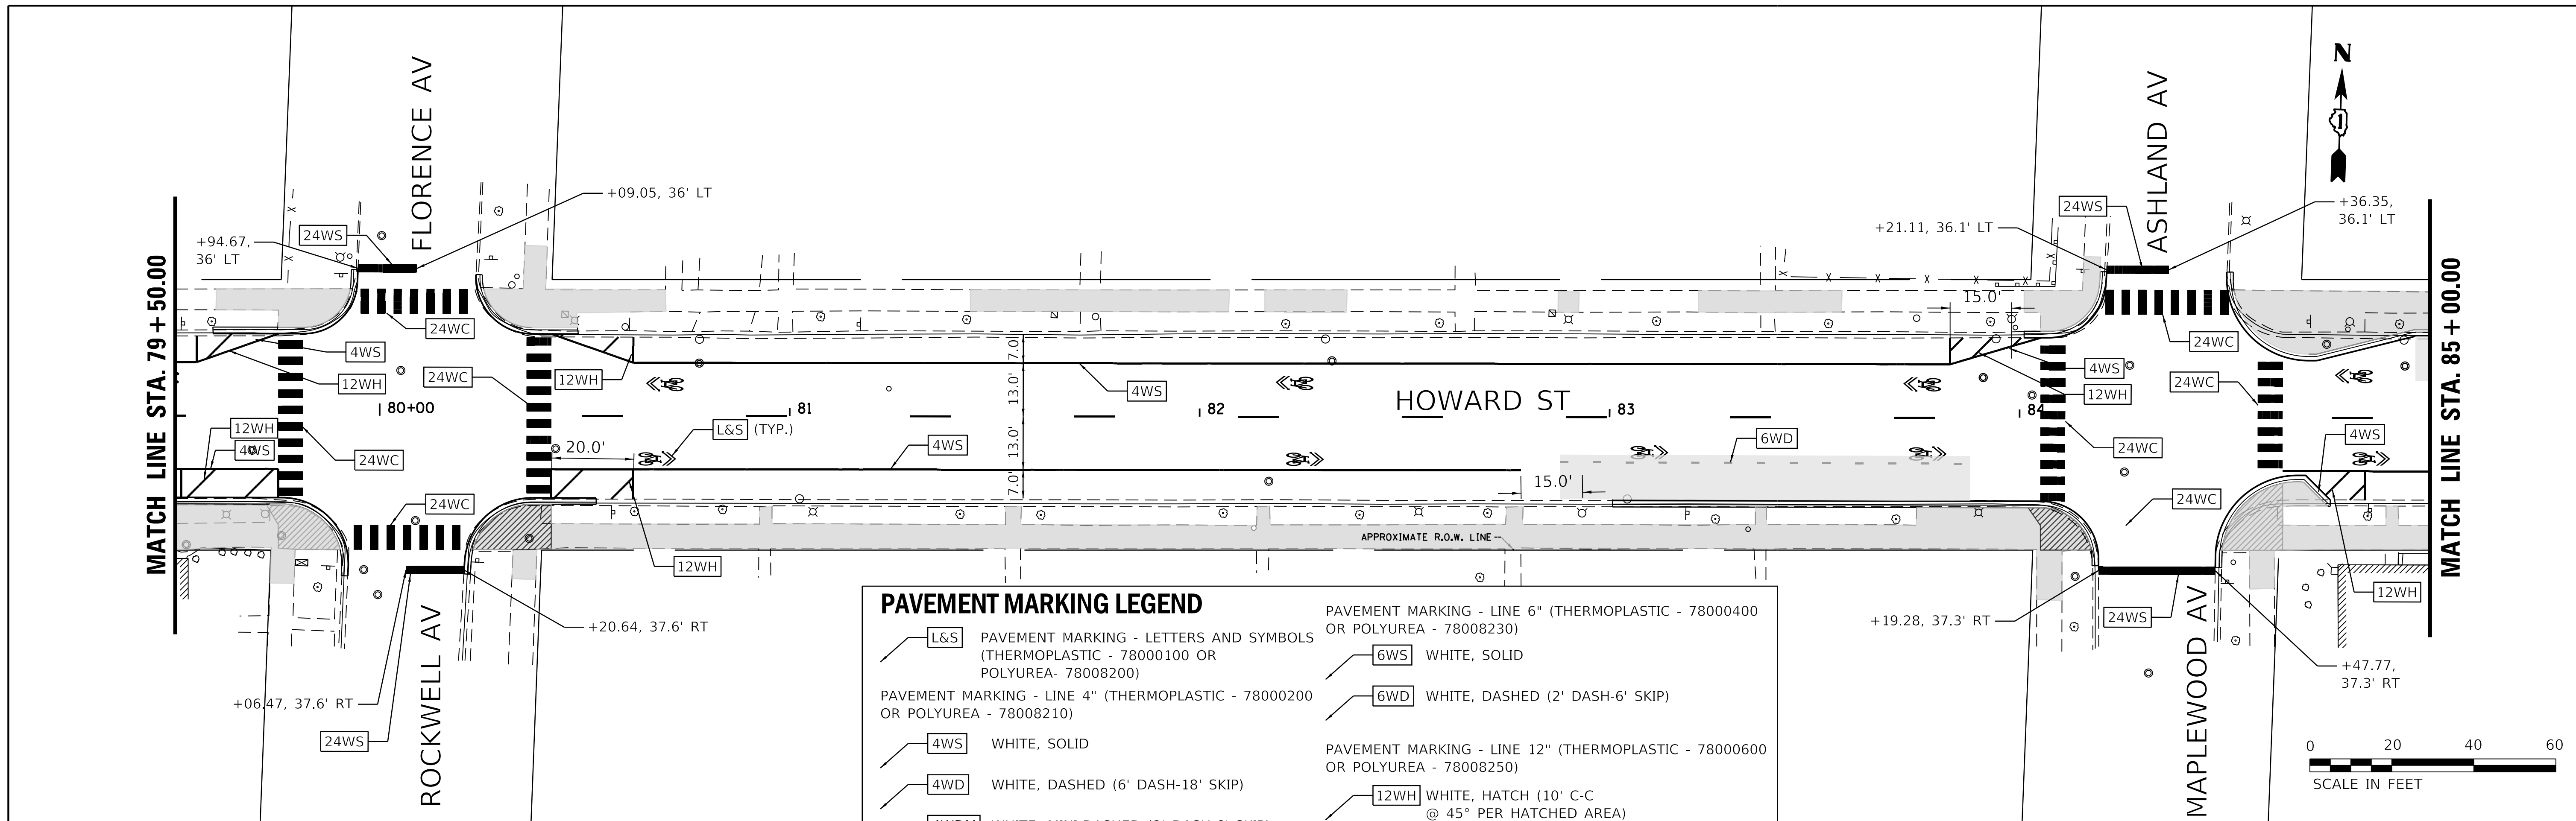 FLORENCE AV
ASHLAND AV
N
1
+09.05, 36' LT
24WS
+94.67,
36' LT
24WS
+36.35,
36.1' LT
+21.11, 36.1' LT
MATCH LINE STA. 79+50.00
MATCH LINE STA. 85+00.00
15.0'
24WC
4WS
12WH
24WC
12WH
7.0'
13.0'
4WS
24WC
4WS
12WH
24WC
80+00
81
82
HOWARD ST
83
84
12WH
4WS
24WC
20.0'
L&S (TYP.)
13.0'
7.0'
4WS
6WD
15.0'
24WC
4WS
24WC
24WC
12WH
APPROXIMATE R.O.W. LINE
12WH
+20.64, 37.6' RT
+06.47, 37.6' RT
24WS
ROCKWELL AV
+19.28, 37.3' RT
24WS
+47.77,
37.3' RT
MAPLEWOOD AV
PAVEMENT MARKING LEGEND
L&S PAVEMENT MARKING - LETTERS AND SYMBOLS
(THERMOPLASTIC - 78000100 OR
POLYUREA- 78008200)
PAVEMENT MARKING - LINE 4" (THERMOPLASTIC - 78000200
OR POLYUREA - 78008210)
4WS WHITE, SOLID
4WD WHITE, DASHED (6' DASH-18' SKIP)
PAVEMENT MARKING - LINE 6" (THERMOPLASTIC - 78000400
OR POLYUREA - 78008230)
6WS WHITE, SOLID
6WD WHITE, DASHED (2' DASH-6' SKIP)
PAVEMENT MARKING - LINE 12" (THERMOPLASTIC - 78000600
OR POLYUREA - 78008250)
12WH WHITE, HATCH (10' C-C
@ 45° PER HATCHED AREA)
0 20 40 60
SCALE IN FEET